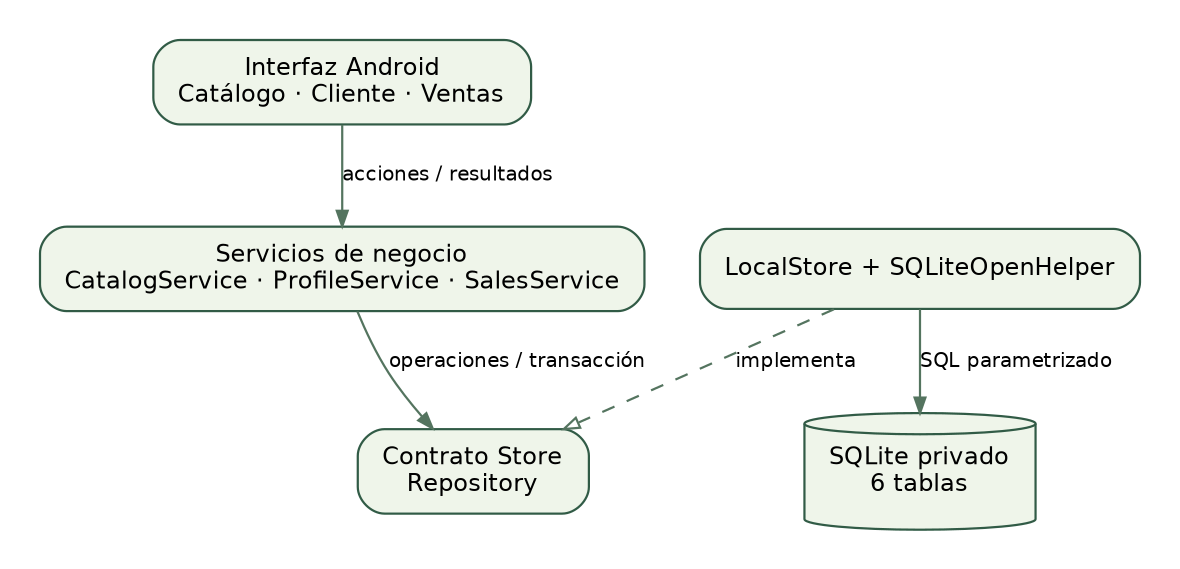 Interfaz Android
Catálogo · Cliente · Ventas
acciones / resultados
Servicios de negocio
CatalogService · ProfileService · SalesService
LocalStore + SQLiteOpenHelper
operaciones / transacción
implementa
SQL parametrizado
Contrato Store
Repository
SQLite privado
6 tablas